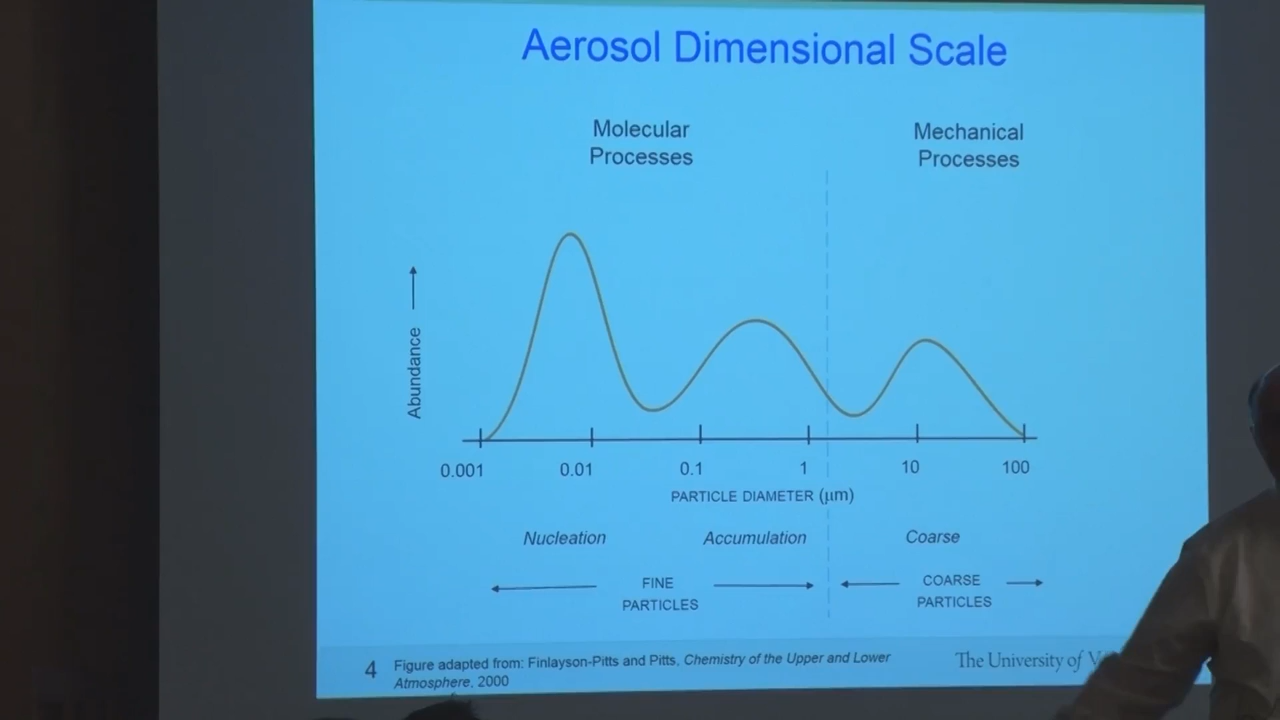 Aerosol Dimensional Scale
Molecular
Processes
Mechanical
Processes
Abundance
0.001
0.01
0.1
1
10
100
PARTICLE DIAMETER (μm)
Nucleation
Accumulation
Coarse
FINE
PARTICLES
COARSE
PARTICLES
4
Figure adapted from: Finlayson-Pitts and Pitts, Chemistry of the Upper and Lower
Atmosphere, 2000
The University of